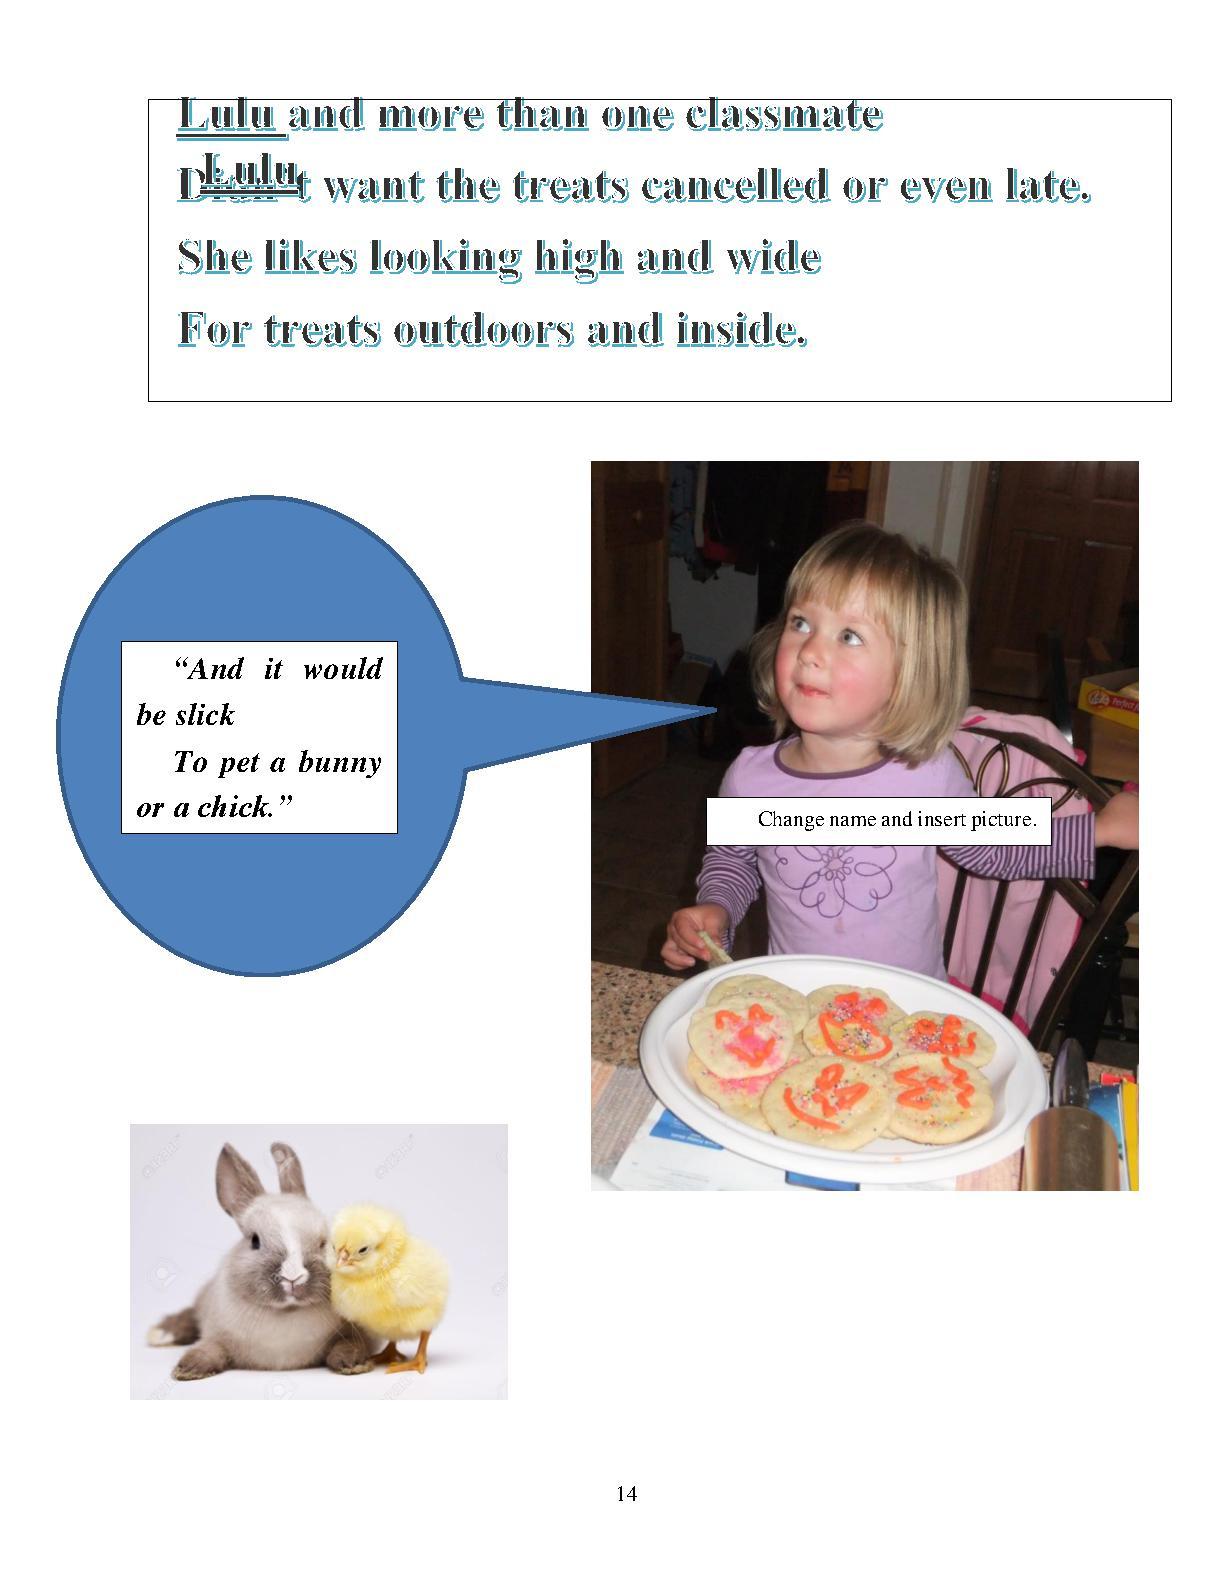 Lulu and more than one classmate
Lulu
want the treats cancelled or even late.
She likes looking high and wide
For treats outdoors and inside.
“And it would
be slick
To pet a bunny
or a chick.”
Change name and insert picture.
14